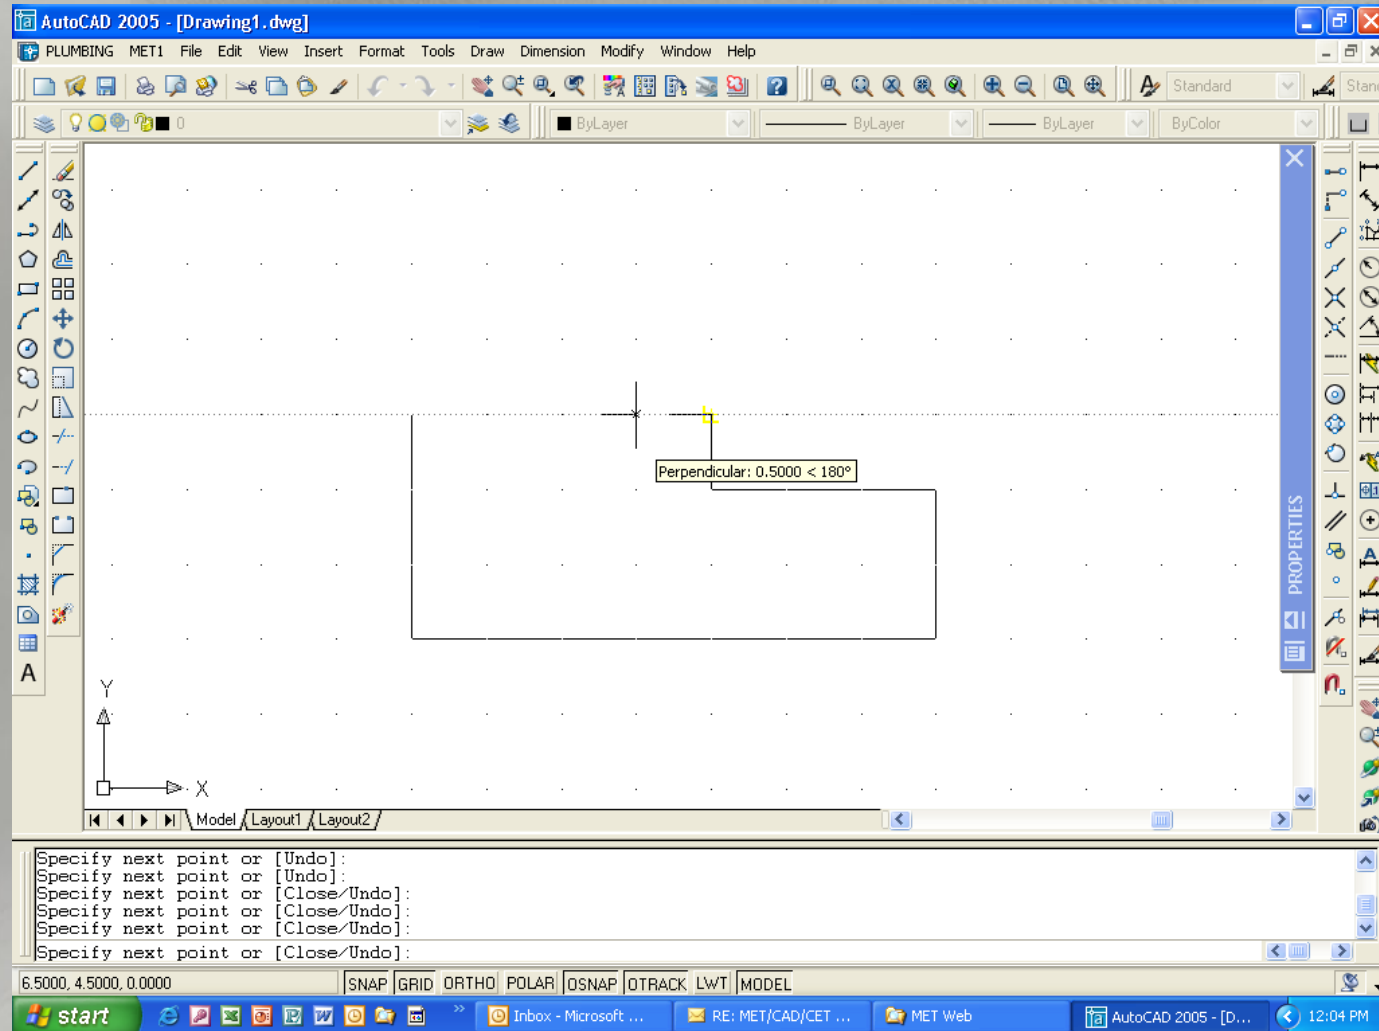 AutoCAD 2005 - [Drawing1.dwg]
PLUMBING MET1 File Edit View Insert Format Tools Draw Dimension Modify Window Help
Standard
Stan
0 ByLayer ByLayer ByLayer ByColor
Perpendicular: 0.5000 < 180°
PROPERTIES
A
Y
X
Model Layout1 Layout2
Specify next point or [Undo]:
Specify next point or [Undo]:
Specify next point or [Close/Undo]:
Specify next point or [Close/Undo]:
Specify next point or [Close/Undo]:
Specify next point or [Close/Undo]:
6.5000, 4.5000, 0.0000 SNAP GRID ORTHO POLAR OSNAP OTRACK LWT MODEL
start Inbox - Microsoft ... RE: MET/CAD/CET ... MET Web AutoCAD 2005 - [D... 12:04 PM